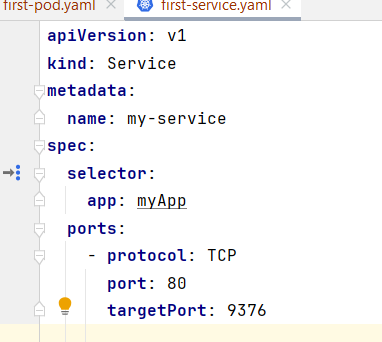 first-pod.yaml first-service.yaml
apiVersion: v1
kind: Service
metadata:
  name: my-service
spec:
  selector:
    app: myApp
  ports:
    - protocol: TCP
      port: 80
      targetPort: 9376